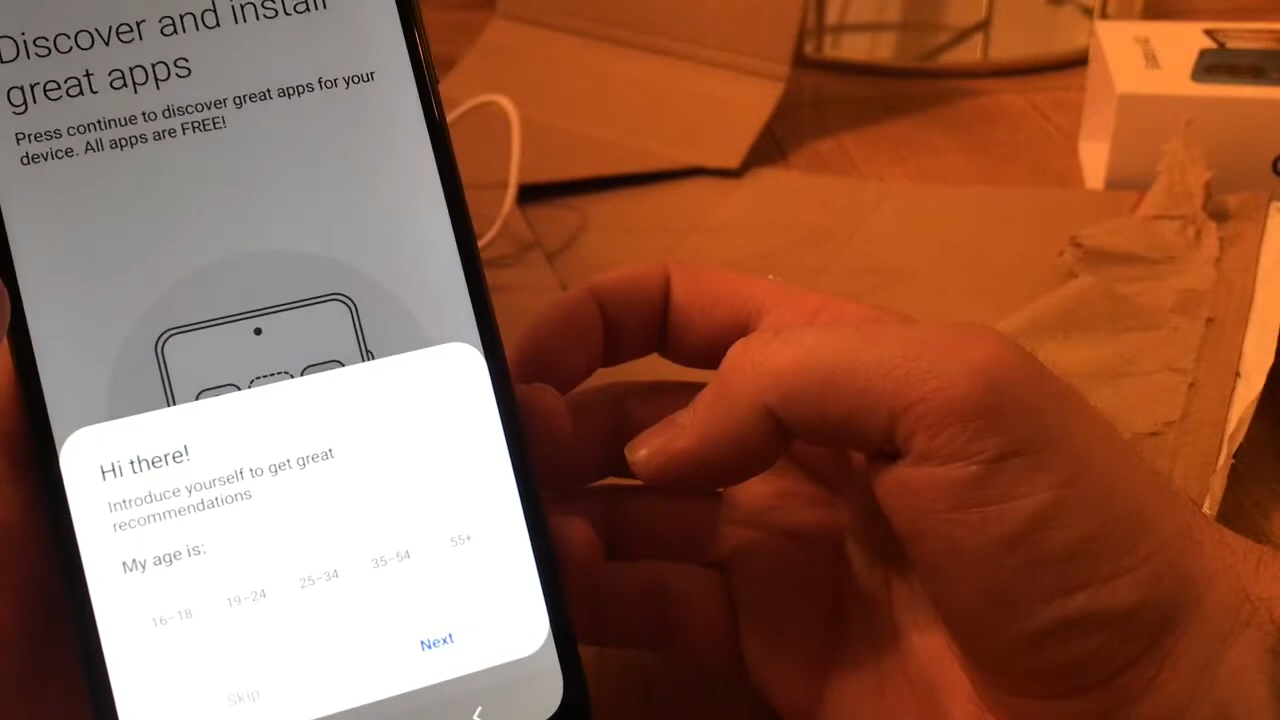 Discover and install
great apps
Press continue to discover great apps for your
device. All apps are FREE!
Hi there!
Introduce yourself to get great
recommendations
My age is:
16–18 19–24 25–34 35–54 55+
Next
Skip